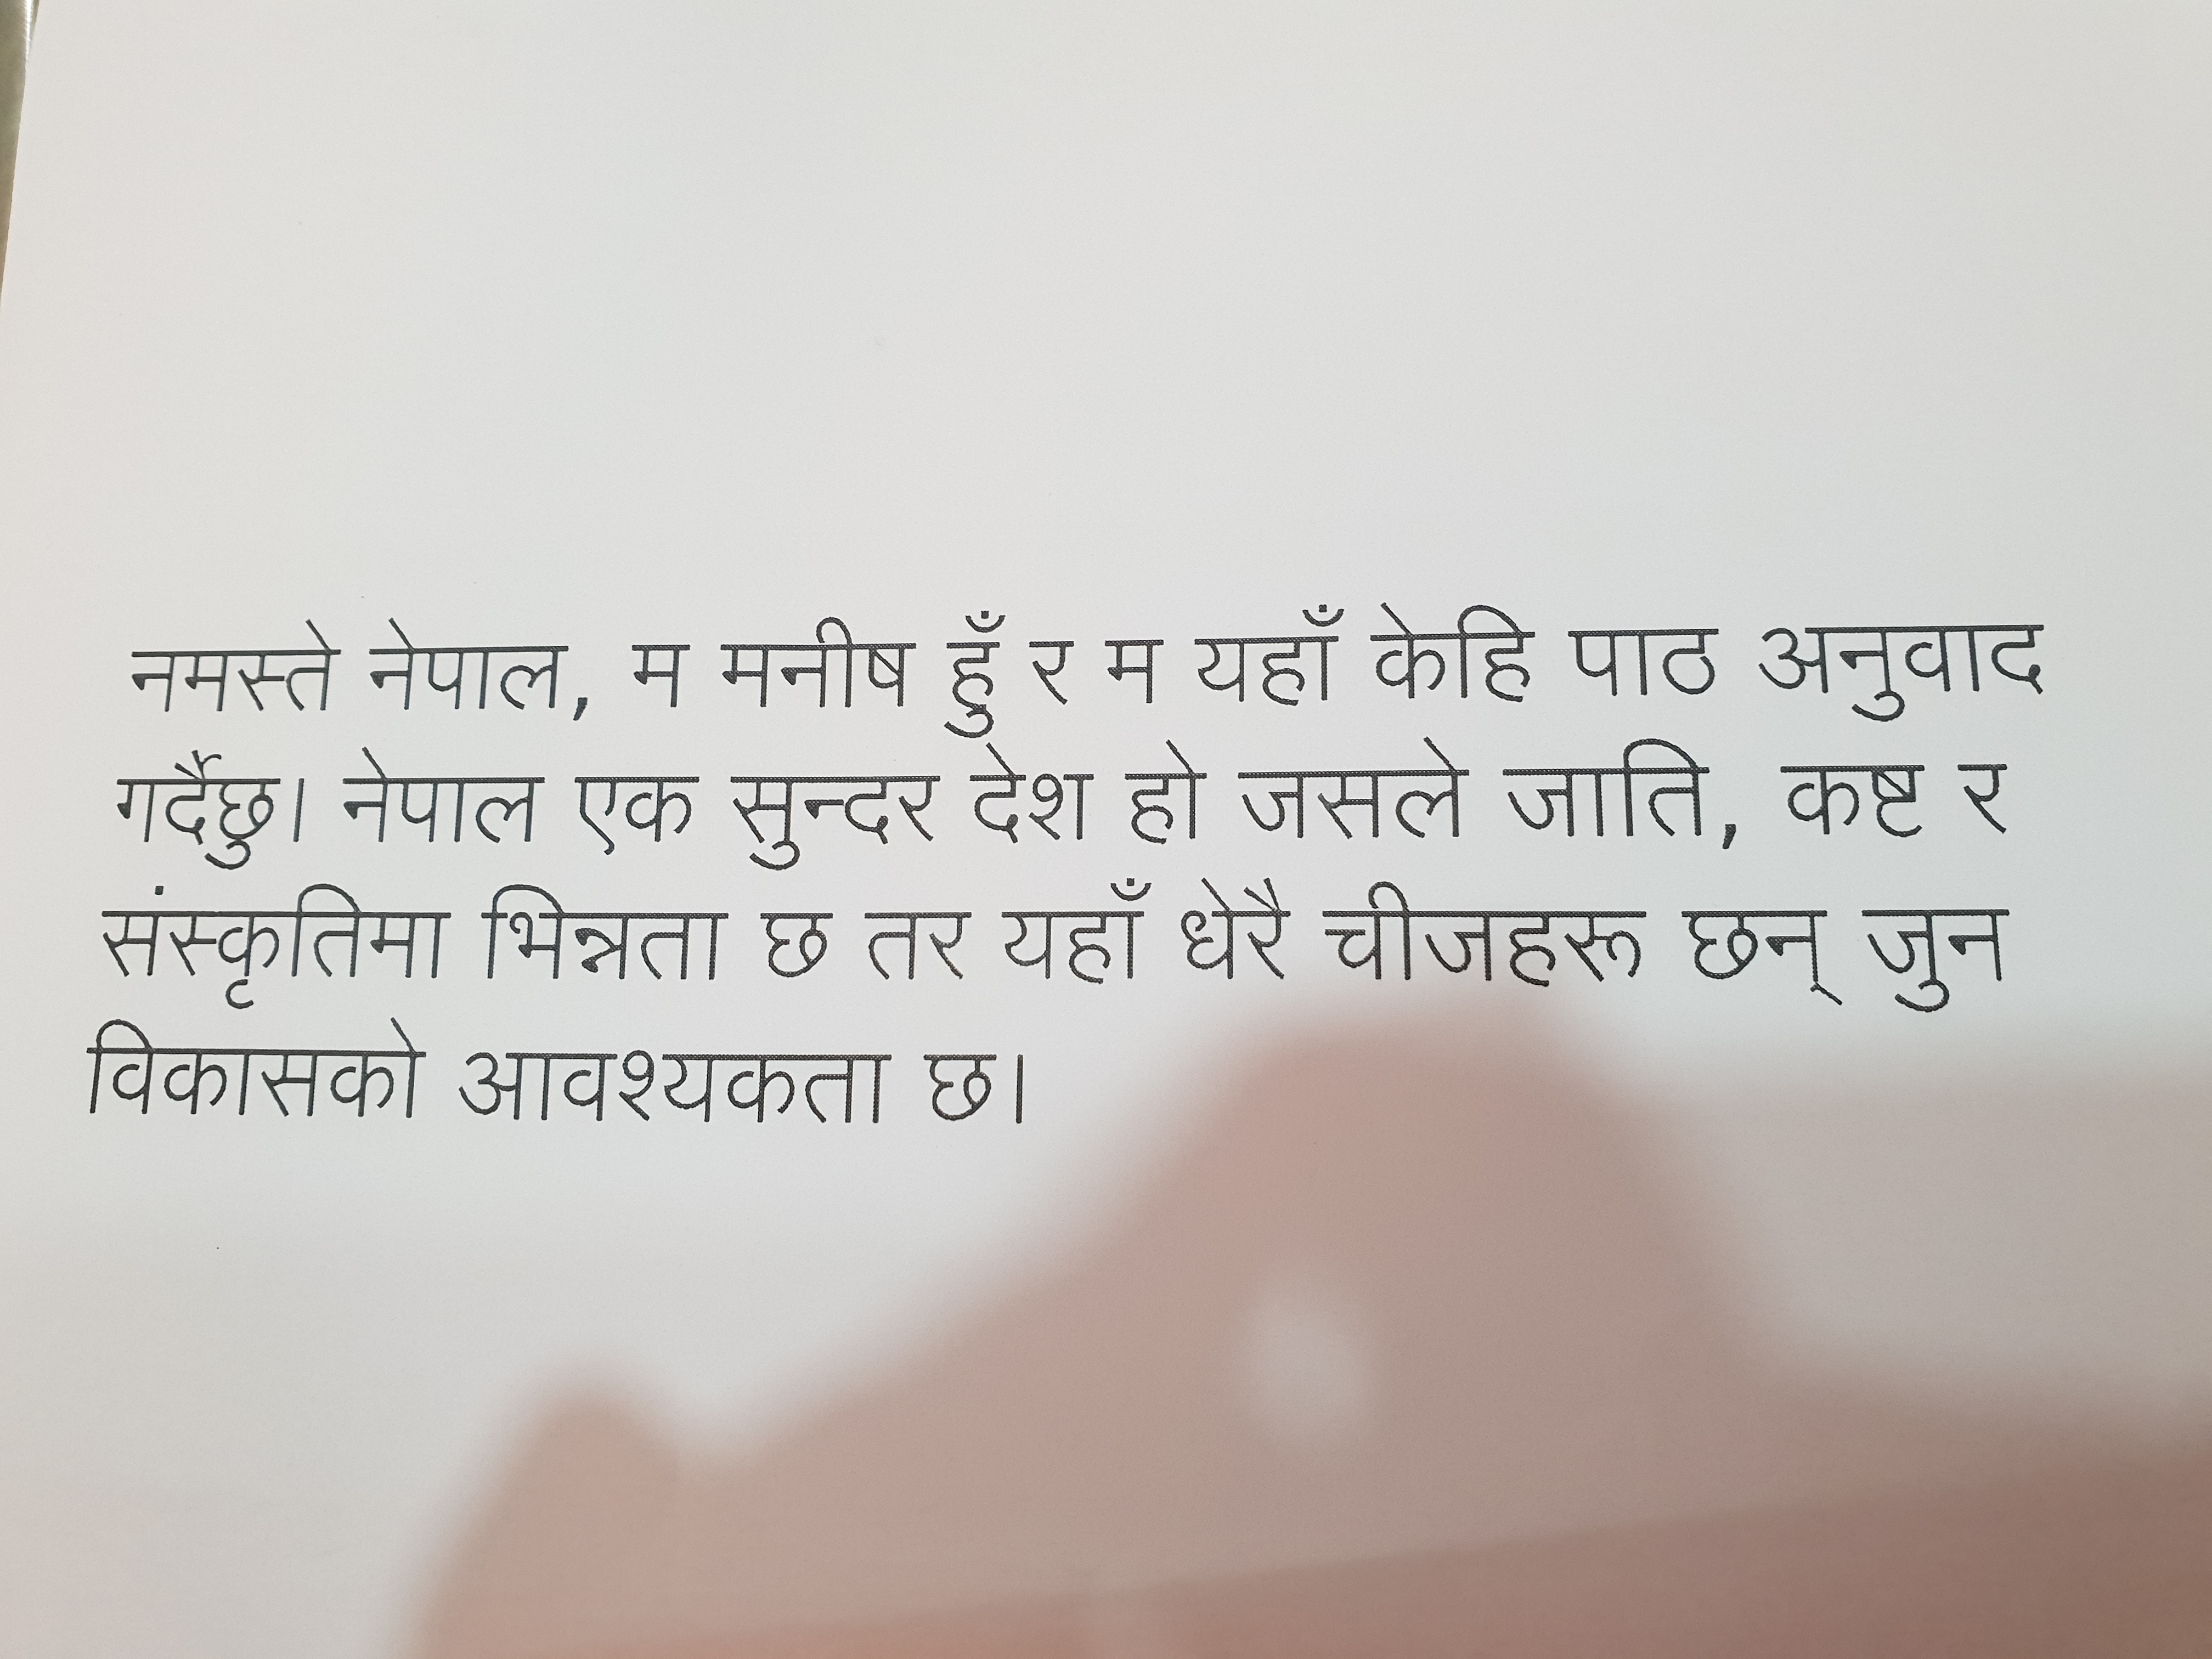 नमस्ते नेपाल, म मनीष हुँ र म यहाँ केहि पाठ अनुवाद
गर्दैछु। नेपाल एक सुन्दर देश हो जसले जाति, कष्ट र
संस्कृतिमा भिन्नता छ तर यहाँ धेरै चीजहरू छन् जुन
विकासको आवश्यकता छ।